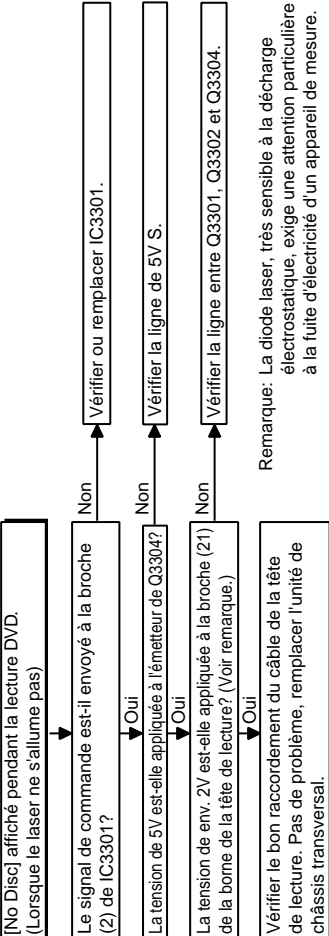 [No Disc] affiché pendant la lecture DVD.
(Lorsque le laser ne s'allume pas)
Le signal de commande est-il envoyé à la broche
(2) de IC3301?
Non
Vérifier ou remplacer IC3301.
Oui
La tension de 5V est-elle appliquée à l'émetteur de Q3304?
Non
Vérifier la ligne de 5V S.
Oui
La tension de env. 2V est-elle appliquée à la broche (21)
de la borne de la tête de lecture? (Voir remarque.)
Non
Vérifier la ligne entre Q3301, Q3302 et Q3304.
Oui
Vérifier le bon raccordement du câble de la tête
de lecture. Pas de problème, remplacer l'unité de
châssis transversal.
Remarque: La diode laser, très sensible à la décharge
électrostatique, exige une attention particulière
à la fuite d'électricité d'un appareil de mesure.